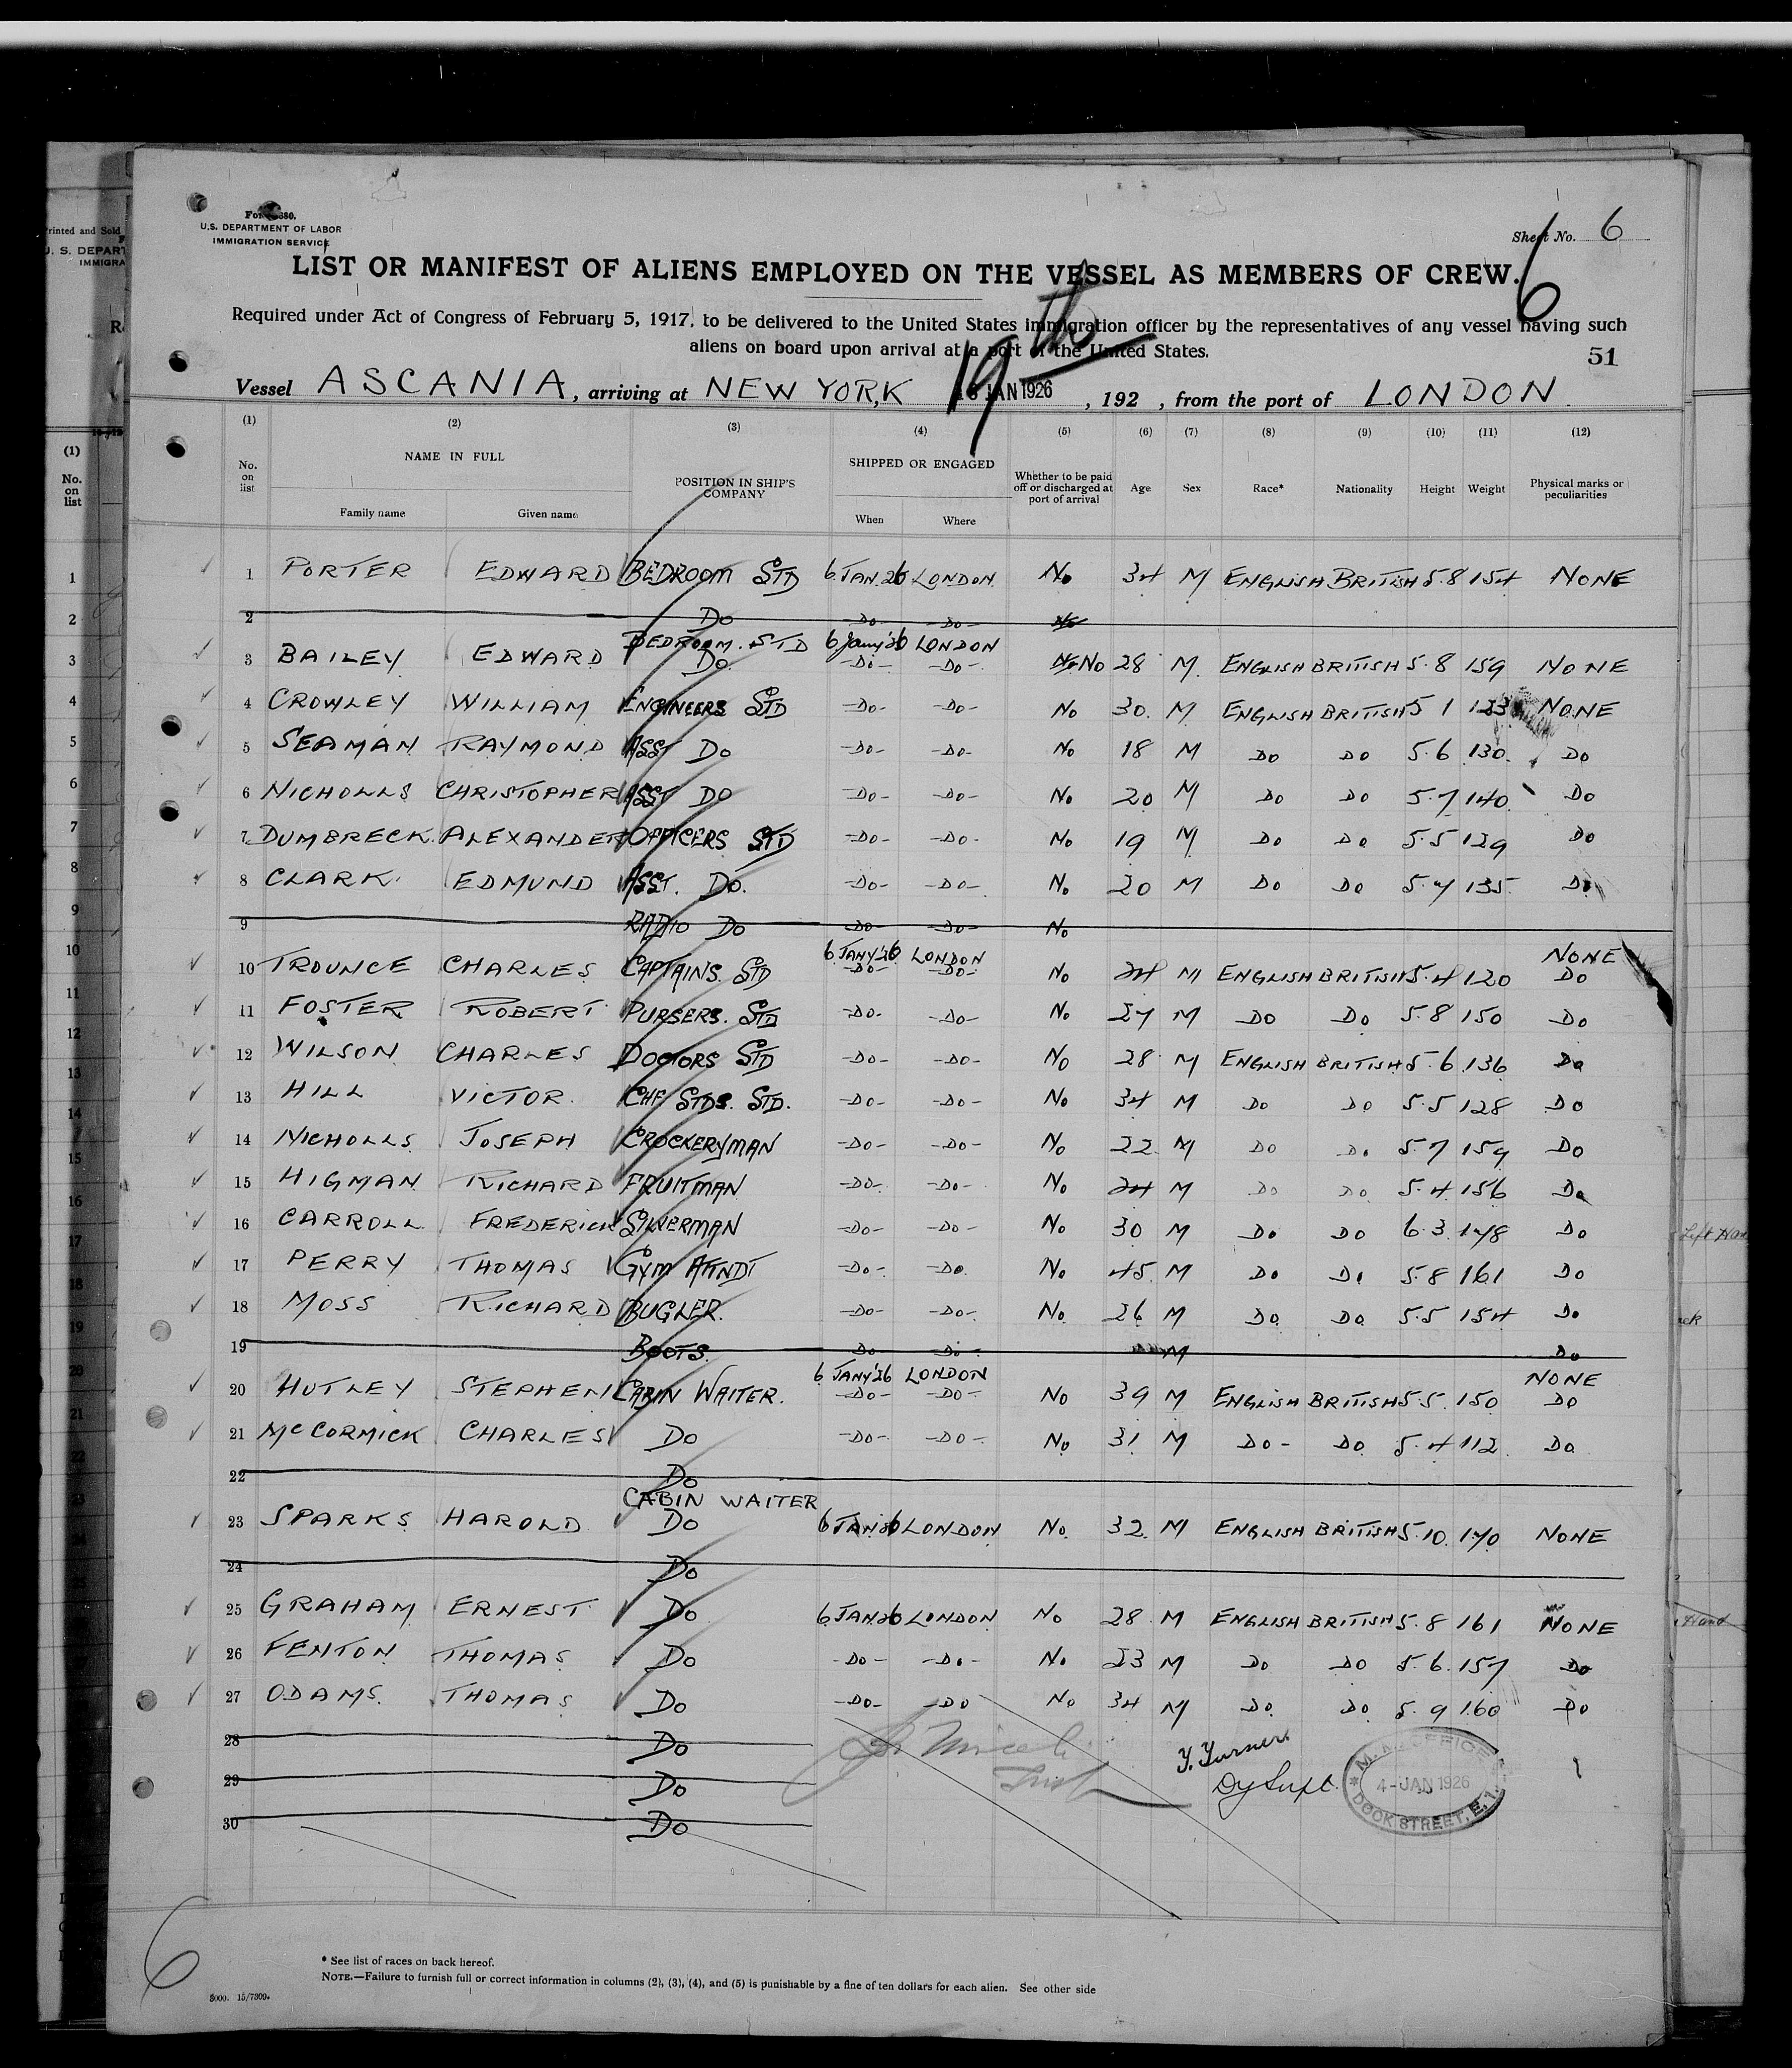 Form 680.
U.S. DEPARTMENT OF LABOR
IMMIGRATION SERVICE
Sheet No. 6
6
LIST OR MANIFEST OF ALIENS EMPLOYED ON THE VESSEL AS MEMBERS OF CREW.
Required under Act of Congress of February 5, 1917, to be delivered to the United States immigration officer by the representatives of any vessel having such
aliens on board upon arrival at a port of the United States.
51
19th
Vessel ASCANIA, arriving at NEW YORK JAN 1926, 192 , from the port of LONDON.
(1) (2) (3) (4) (5) (6) (7) (8) (9) (10) (11) (12)
No. on list NAME IN FULL Family name Given name POSITION IN SHIP'S COMPANY SHIPPED OR ENGAGED When Where Whether to be paid off or discharged at port of arrival Age Sex Race* Nationality Height Weight Physical marks or peculiarities
1 PORTER EDWARD BEDROOM STD 6 JAN. 26 LONDON No 34 M ENGLISH BRITISH 5.8 154 NONE
2 Do -Do- -Do- No
BEDROOM. STD 6 Jany'26 LONDON
3 BAILEY EDWARD Do -Do- -Do- No No 28 M. ENGLISH BRITISH 5.8 159 NONE
4 CROWLEY WILLIAM ENGINEERS STD -Do- -Do- No 30. M. ENGLISH BRITISH 5 1 123 NONE
5 SEAMAN RAYMOND ASST Do -Do- -Do- No 18 M Do Do 5.6 130. Do
6 NICHOLLS CHRISTOPHER ASST Do -Do- -Do- No 20 M Do Do 5.7 140. Do
7 DUMBRECK. ALEXANDER OFFICERS STD -Do- -Do- No 19 M Do Do 5.5 129 Do
8 CLARK EDMUND ASST. Do. -Do- -Do- No 20 M Do Do 5.7 135 Do
9 RADIO Do -Do- -Do- No
6 JANY'26 LONDON NONE
10 TROUNCE CHARLES CAPTAINS. STD -Do- -Do- No 24 M ENGLISH BRITISH 5.4 120 Do
11 FOSTER ROBERT PURSERS. STD -Do- -Do- No 27 M Do Do 5.8 150 Do
12 WILSON CHARLES DOCTORS STD -Do- -Do- No 28 M ENGLISH BRITISH 5.6 136 Do
13 HILL VICTOR. CHF STDS. STD. -Do- -Do- No 34 M Do Do 5.5 128 Do
14 NICHOLLS JOSEPH CROCKERYMAN -Do- -Do- No 22 M Do Do 5.7 159 Do
15 HIGMAN RICHARD FRUITMAN -Do- -Do- No 24 M Do Do 5.4. 156 Do
16 CARROLL FREDERICK SILVERMAN -Do- -Do- No 30 M Do Do 6.3. 178 Do
17 PERRY THOMAS GYM ATTNDT -Do- -Do No 45. M Do Do 5.8 161 Do
18 MOSS RICHARD BUGLER. -Do- -Do- No 26 M Do Do 5.5 154 Do
19 BOOTS. Do Do M Do
6 JANY'26 LONDON NONE
20 HUTLEY STEPHEN CABIN WAITER. -Do- -Do- No 39 M ENGLISH BRITISH 5.5. 150 Do
21 McCORMICK CHARLES Do -Do- -Do- No 31 M Do- Do 5.4 112 Do
22 Do
CABIN WAITER
23 SPARKS HAROLD Do 6 JAN 26 LONDON No. 32. M ENGLISH BRITISH 5.10. 170 NONE
24 Do
25 GRAHAM ERNEST Do 6 JAN 26 LONDON No 28 M ENGLISH BRITISH 5.8 161 NONE
26 FENTON THOMAS Do -Do- -Do- No 23 M Do Do 5.6. 157 Do
27 ODAMS. THOMAS Do -Do- -Do No 34 M Do Do 5.9 160 Do
28 Do
29 Do
30 Do
Y. Turner
Dy Supt.
M.M. OFFICE
4-JAN 1926
DOCK STREET, E.1.
6
* See list of races on back hereof.
NOTE.—Failure to furnish full or correct information in columns (2), (3), (4), and (5) is punishable by a fine of ten dollars for each alien. See other side
5000. 15/7309.